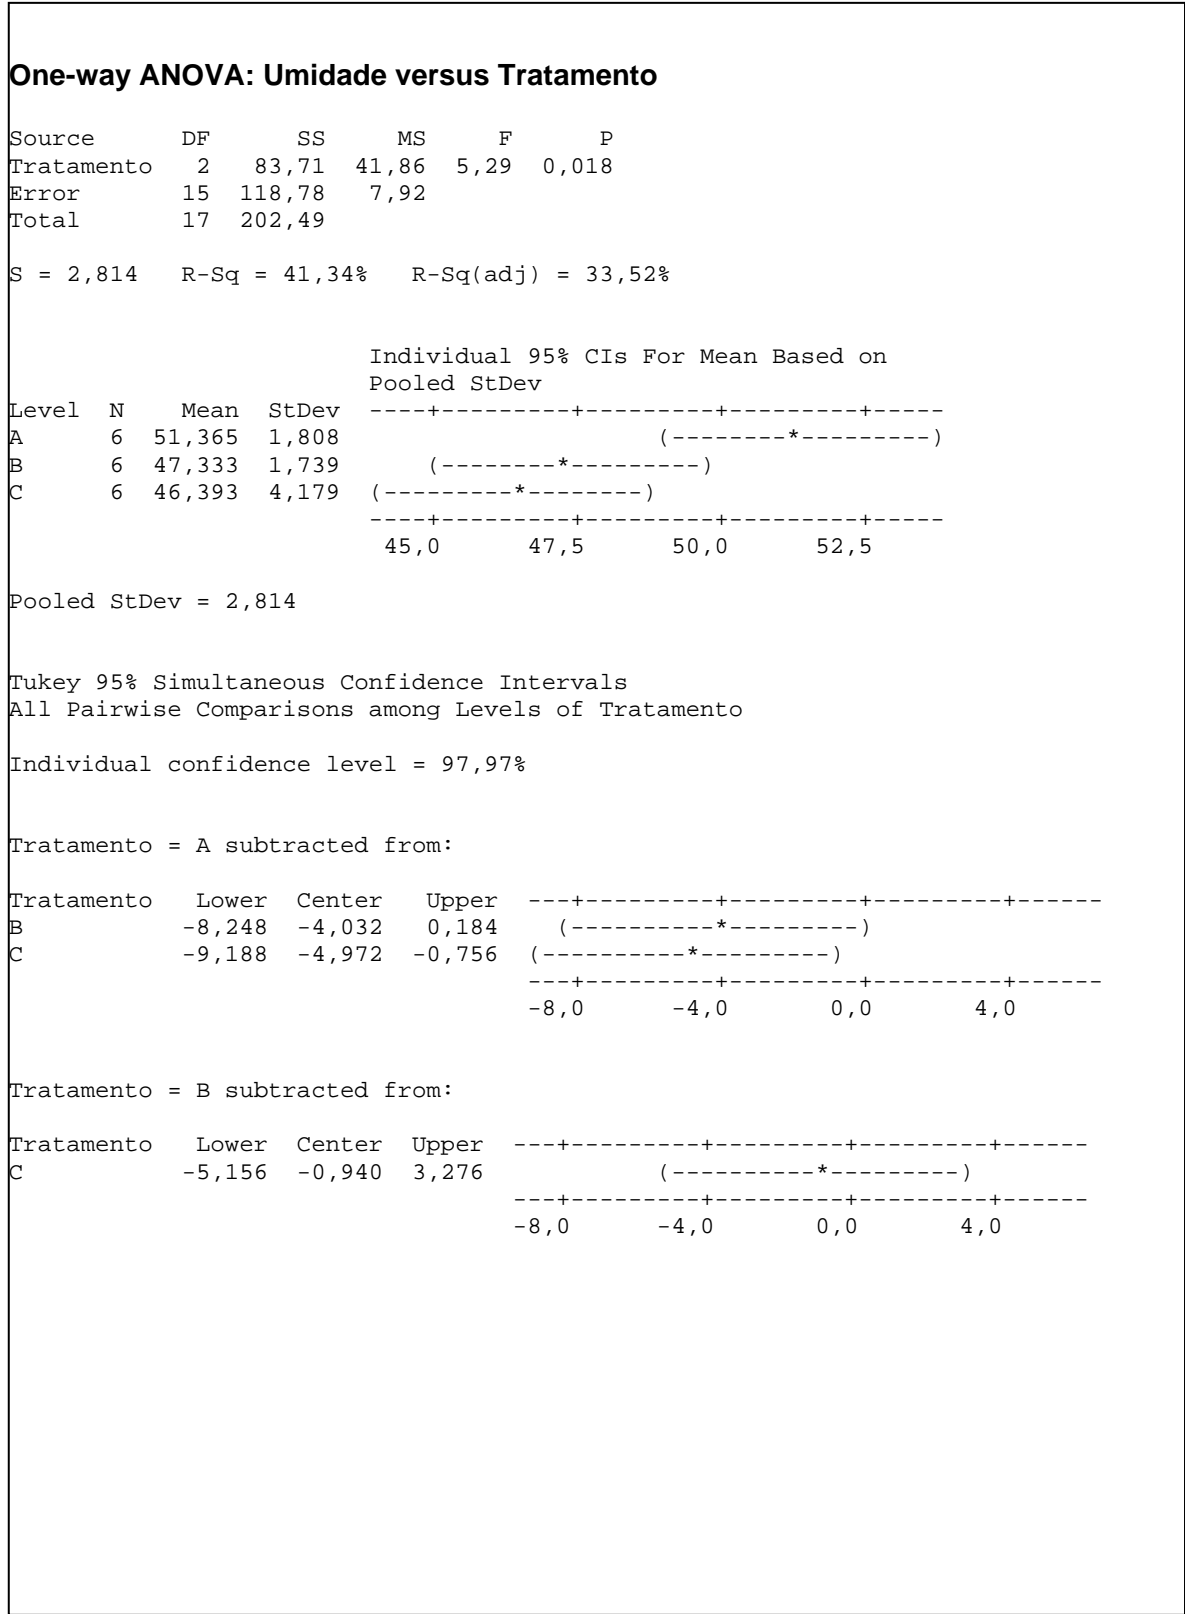 One-way ANOVA: Umidade versus Tratamento
Source      DF      SS     MS     F      P
Tratamento   2   83,71  41,86  5,29  0,018
Error       15  118,78   7,92
Total       17  202,49
S = 2,814   R-Sq = 41,34%   R-Sq(adj) = 33,52%
                         Individual 95% CIs For Mean Based on
                         Pooled StDev
Level  N    Mean  StDev  ----+---------+---------+---------+-----
A      6  51,365  1,808                      (--------*---------)
B      6  47,333  1,739      (--------*---------)
C      6  46,393  4,179  (---------*--------)
                         ----+---------+---------+---------+-----
                          45,0      47,5      50,0      52,5
Pooled StDev = 2,814
Tukey 95% Simultaneous Confidence Intervals
All Pairwise Comparisons among Levels of Tratamento
Individual confidence level = 97,97%
Tratamento = A subtracted from:
Tratamento   Lower  Center   Upper  ---+---------+---------+---------+------
B           -8,248  -4,032   0,184    (----------*---------)
C           -9,188  -4,972  -0,756  (----------*---------)
                                    ---+---------+---------+---------+------
                                    -8,0      -4,0       0,0       4,0
Tratamento = B subtracted from:
Tratamento   Lower  Center  Upper  ---+---------+---------+---------+------
C           -5,156  -0,940  3,276            (----------*---------)
                                   ---+---------+---------+---------+------
                                   -8,0      -4,0       0,0       4,0